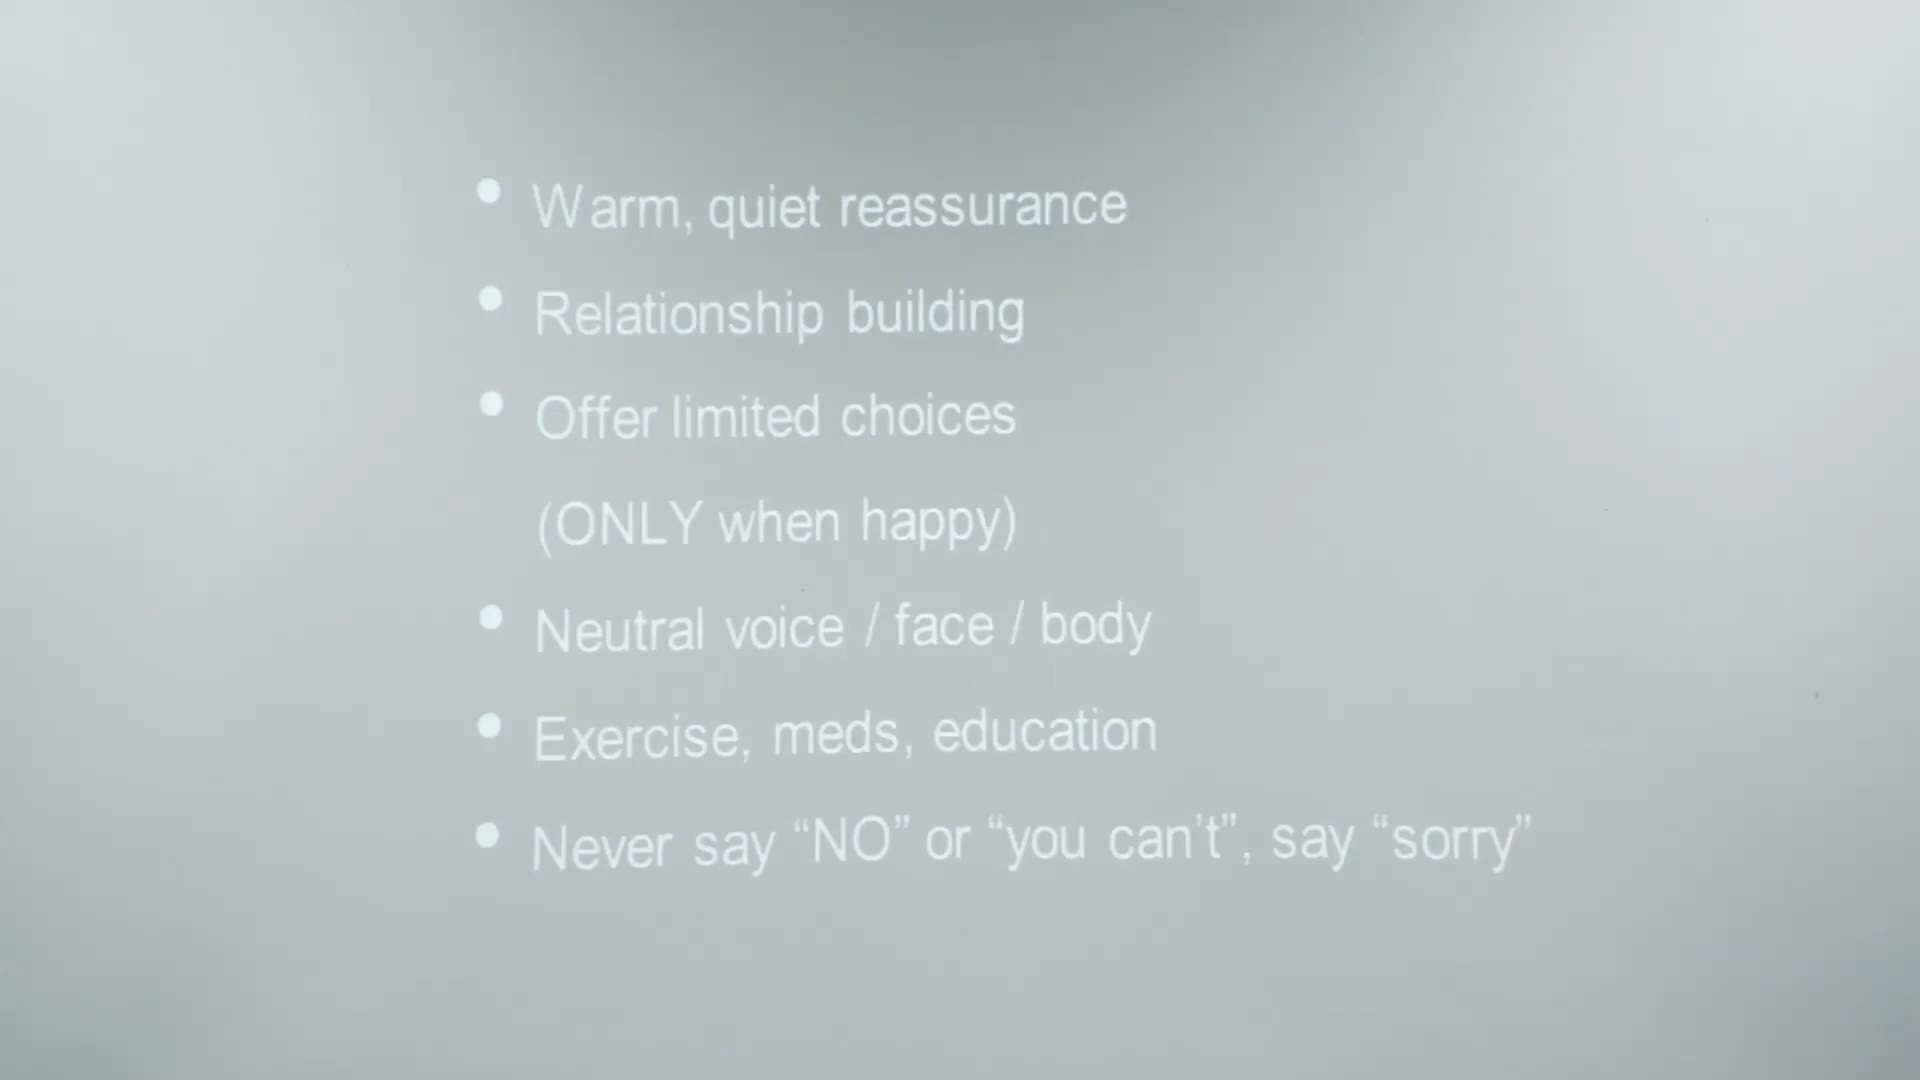 • Warm, quiet reassurance
• Relationship building
• Offer limited choices
(ONLY when happy)
• Neutral voice / face / body
• Exercise, meds, education
• Never say “NO” or “you can't”, say “sorry”